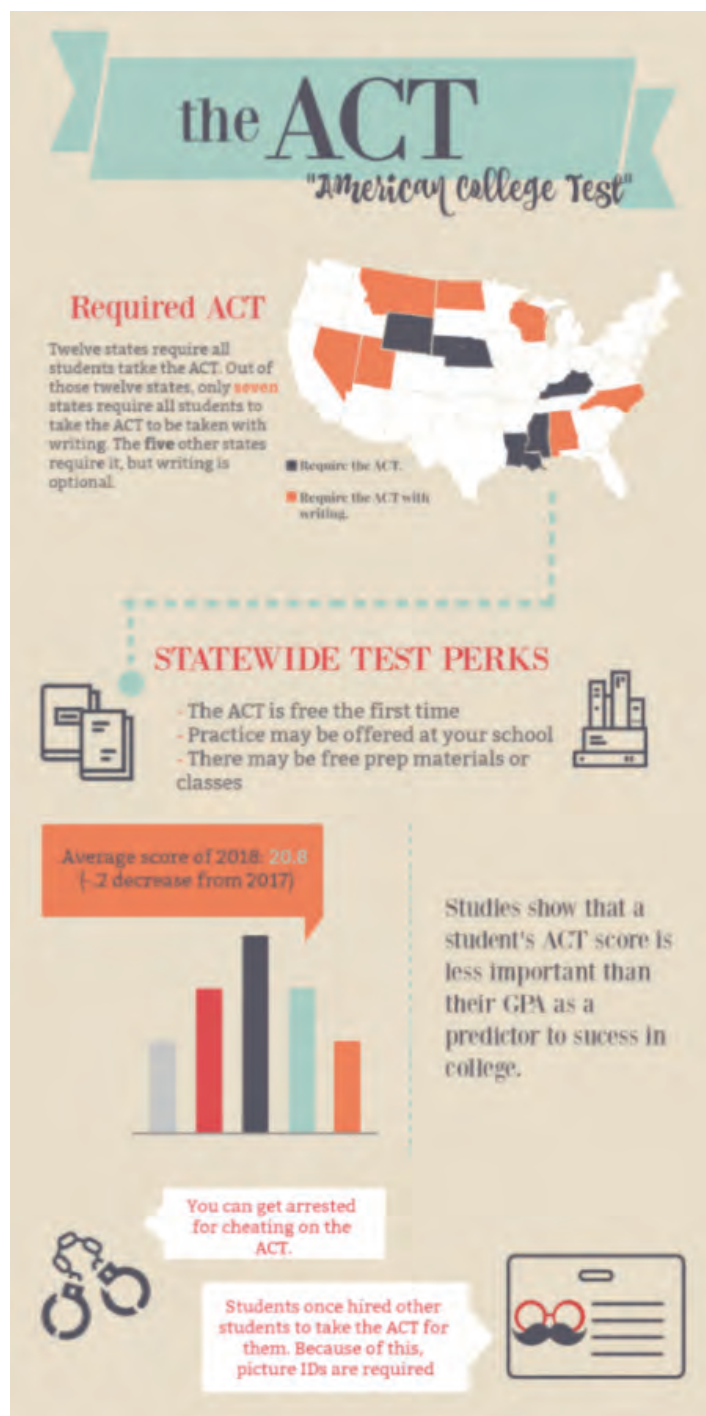 the ACT
"American College Test"
Required ACT
Twelve states require all
students tatke the ACT. Out of
those twelve states, only seven
states require all students to
take the ACT to be taken with
writing. The five other states
require it, but writing is
optional.
Require the ACT.
Require the ACT with
writing.
STATEWIDE TEST PERKS
- The ACT is free the first time
- Practice may be offered at your school
- There may be free prep materials or
classes
Average score of 2018: 20.8
(-.2 decrease from 2017)
Studies show that a
student's ACT score is
less important than
their GPA as a
predictor to sucess in
college.
You can get arrested
for cheating on the
ACT.
Students once hired other
students to take the ACT for
them. Because of this,
picture IDs are required